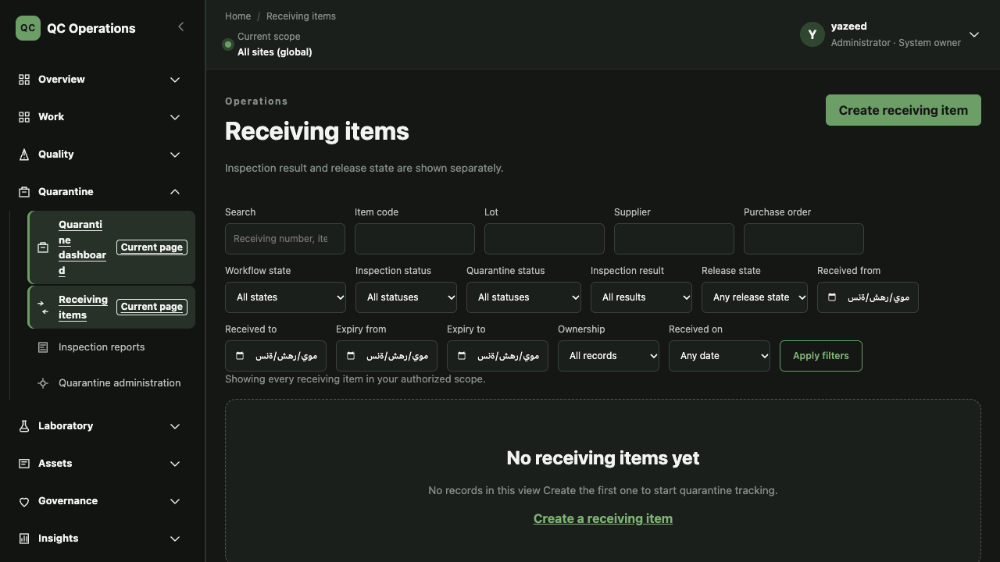 QC
QC Operations
Overview
Work
Quality
Quarantine
Quaranti
ne
dashboar
d
Current page
Receiving
items
Current page
Inspection reports
Quarantine administration
Laboratory
Assets
Governance
Insights
Home / Receiving items
Current scope
All sites (global)
Y
yazeed
Administrator · System owner
Operations
Receiving items
Create receiving item
Inspection result and release state are shown separately.
Search Item code Lot Supplier Purchase order
Receiving number, ite
Workflow state Inspection status Quarantine status Inspection result Release state Received from
All states All statuses All statuses All results Any release state موي/رهش/ةنس
Received to Expiry from Expiry to Ownership Received on
موي/رهش/ةنس موي/رهش/ةنس موي/رهش/ةنس All records Any date Apply filters
Showing every receiving item in your authorized scope.
No receiving items yet
No records in this view Create the first one to start quarantine tracking.
Create a receiving item